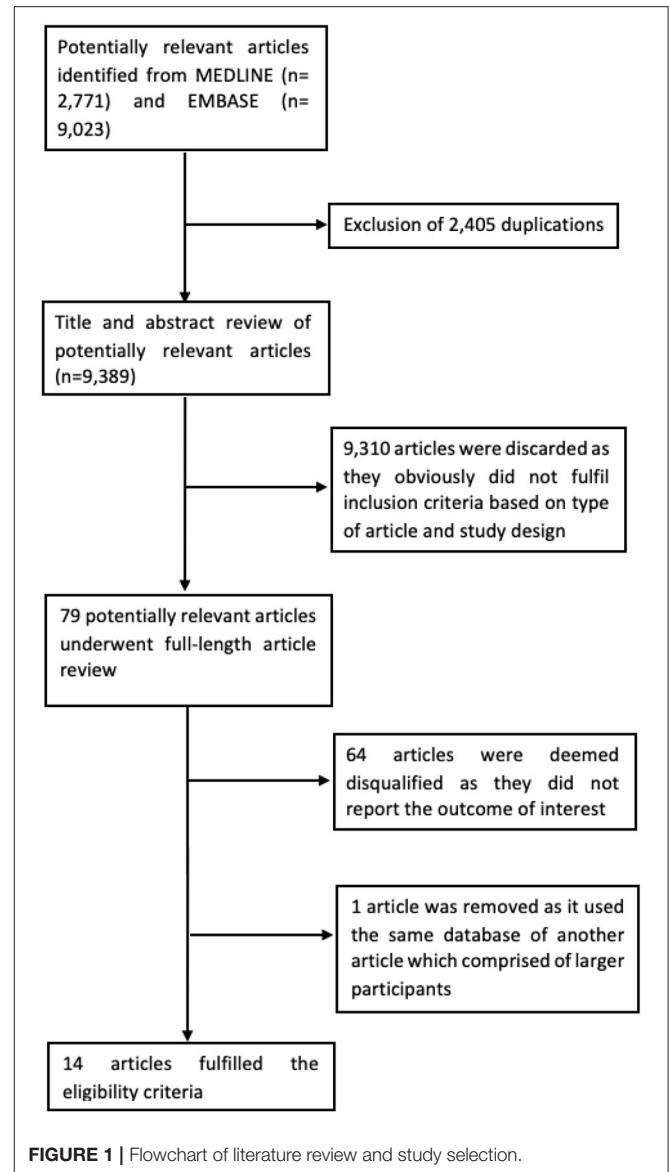 Potentially relevant articles
identified from MEDLINE (n=
2,771) and EMBASE (n=
9,023)
Exclusion of 2,405 duplications
Title and abstract review of
potentially relevant articles
(n=9,389)
9,310 articles were discarded as
they obviously did not fulfil
inclusion criteria based on type
of article and study design
79 potentially relevant articles
underwent full-length article
review
64 articles were deemed
disqualified as they did not
report the outcome of interest
1 article was removed as it used
the same database of another
article which comprised of larger
participants
14 articles fulfilled the
eligibility criteria
FIGURE 1 | Flowchart of literature review and study selection.